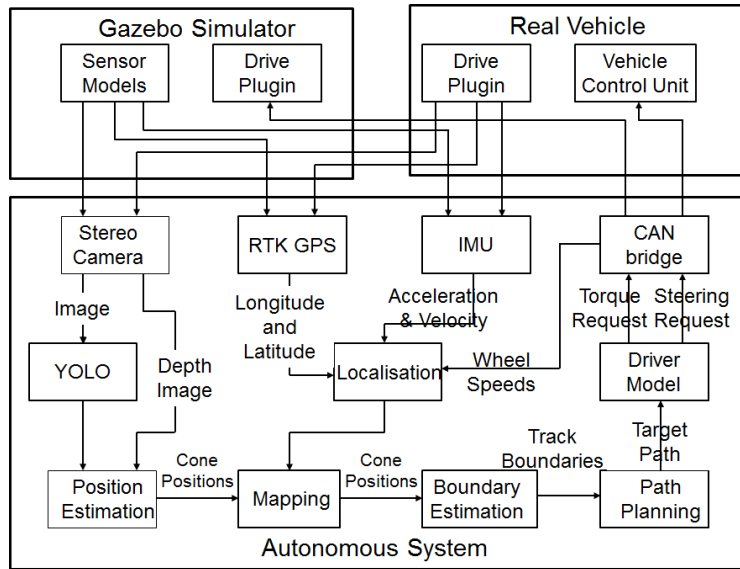 Gazebo Simulator
Real Vehicle
Sensor
Models
Drive
Plugin
Drive
Plugin
Vehicle
Control Unit
Stereo
Camera
RTK GPS
IMU
CAN
bridge
Image
Longitude
and
Latitude
Acceleration
& Velocity
Torque
Request
Steering
Request
YOLO
Depth
Image
Localisation
Wheel
Speeds
Driver
Model
Track
Boundaries
Target
Path
Position
Estimation
Cone
Positions
Mapping
Cone
Positions
Boundary
Estimation
Path
Planning
Autonomous System